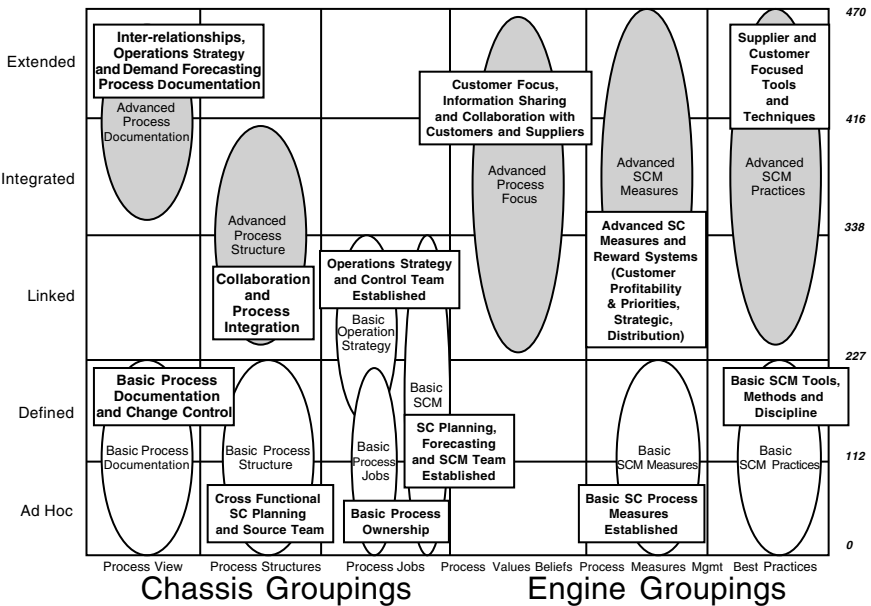 470
Extended
Inter-relationships,
Operations Strategy
and Demand Forecasting
Process Documentation
Advanced
Process
Documentation
Customer Focus,
Information Sharing
and Collaboration with
Customers and Suppliers
Supplier and
Customer
Focused
Tools
and
Techniques
416
Integrated
Advanced
Process
Structure
Advanced
Process
Focus
Advanced
SCM
Measures
Advanced
SCM
Practices
338
Linked
Collaboration
and
Process
Integration
Operations Strategy
and Control Team
Established
Basic
Operation
Strategy
Advanced SC
Measures and
Reward Systems
(Customer
Profitability
& Priorities,
Strategic,
Distribution)
227
Defined
Basic Process
Documentation
and Change Control
Basic Process
Documentation
Basic Process
Structure
Basic
Process
Jobs
Basic
SCM
SC Planning,
Forecasting
and SCM Team
Established
Basic
SCM Measures
Basic SCM Tools,
Methods and
Discipline
Basic
SCM Practices
112
Ad Hoc
Cross Functional
SC Planning
and Source Team
Basic Process
Ownership
Basic SC Process
Measures
Established
0
Process View Process Structures Process Jobs Process Values Beliefs Process Measures Mgmt Best Practices
Chassis Groupings Engine Groupings